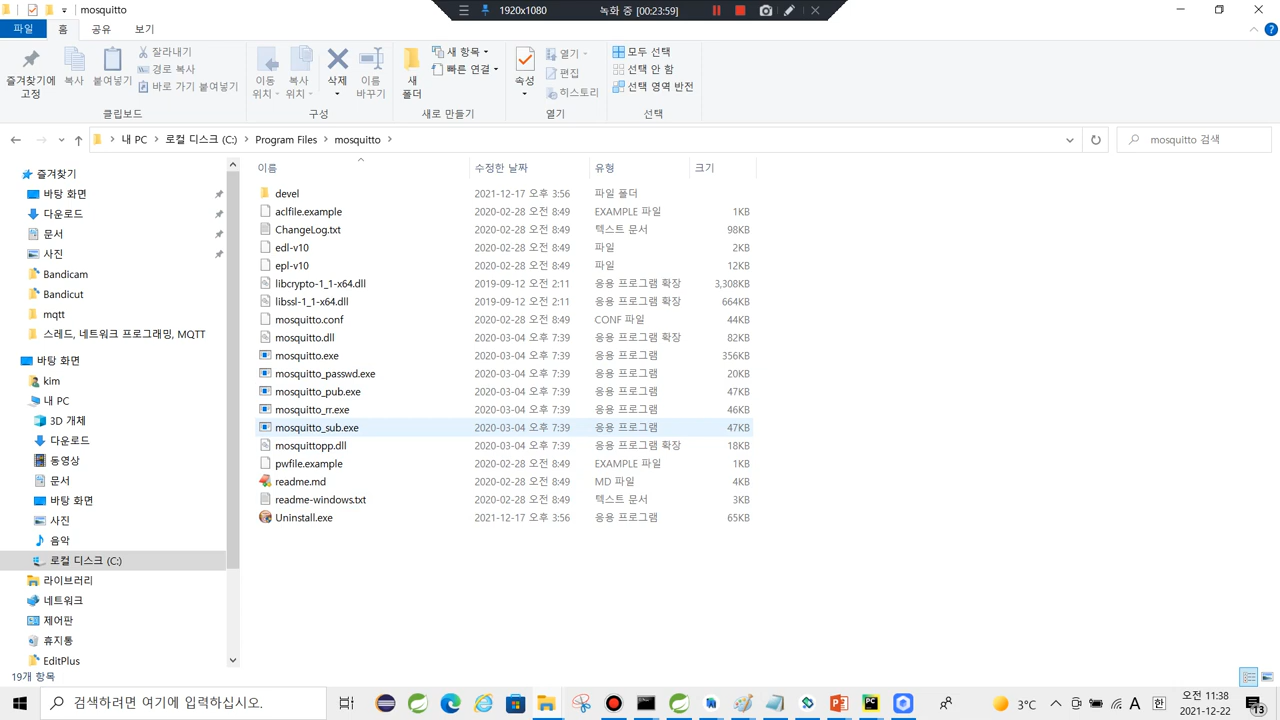 mosquitto
1920x1080
녹화 중 [00:23:59]
파일
홈
공유
보기
즐겨찾기에 고정
복사
붙여넣기
잘라내기
경로 복사
바로 가기 붙여넣기
클립보드
이동 위치
복사 위치
삭제
이름 바꾸기
구성
새 폴더
새 항목
빠른 연결
새로 만들기
속성
열기
편집
히스토리
열기
모두 선택
선택 안 함
선택 영역 반전
선택
내 PC > 로컬 디스크 (C:) > Program Files > mosquitto >
mosquitto 검색
이름 수정한 날짜 유형 크기
devel 2021-12-17 오후 3:56 파일 폴더
aclfile.example 2020-02-28 오전 8:49 EXAMPLE 파일 1KB
ChangeLog.txt 2020-02-28 오전 8:49 텍스트 문서 98KB
edl-v10 2020-02-28 오전 8:49 파일 2KB
epl-v10 2020-02-28 오전 8:49 파일 12KB
libcrypto-1_1-x64.dll 2019-09-12 오전 2:11 응용 프로그램 확장 3,308KB
libssl-1_1-x64.dll 2019-09-12 오전 2:11 응용 프로그램 확장 664KB
mosquitto.conf 2020-02-28 오전 8:49 CONF 파일 44KB
mosquitto.dll 2020-03-04 오후 7:39 응용 프로그램 확장 82KB
mosquitto.exe 2020-03-04 오후 7:39 응용 프로그램 356KB
mosquitto_passwd.exe 2020-03-04 오후 7:39 응용 프로그램 20KB
mosquitto_pub.exe 2020-03-04 오후 7:39 응용 프로그램 47KB
mosquitto_rr.exe 2020-03-04 오후 7:39 응용 프로그램 46KB
mosquitto_sub.exe 2020-03-04 오후 7:39 응용 프로그램 47KB
mosquittopp.dll 2020-03-04 오후 7:39 응용 프로그램 확장 18KB
pwfile.example 2020-02-28 오전 8:49 EXAMPLE 파일 1KB
readme.md 2020-02-28 오전 8:49 MD 파일 4KB
readme-windows.txt 2020-02-28 오전 8:49 텍스트 문서 3KB
Uninstall.exe 2021-12-17 오후 3:56 응용 프로그램 65KB
즐겨찾기
바탕 화면
다운로드
문서
사진
Bandicam
Bandicut
mqtt
스레드, 네트워크 프로그래밍, MQTT
바탕 화면
kim
내 PC
3D 개체
다운로드
동영상
문서
바탕 화면
사진
음악
로컬 디스크 (C:)
라이브러리
네트워크
제어판
휴지통
EditPlus
19개 항목
검색하려면 여기에 입력하십시오.
3°C
A
한
오전 11:38
2021-12-22
13